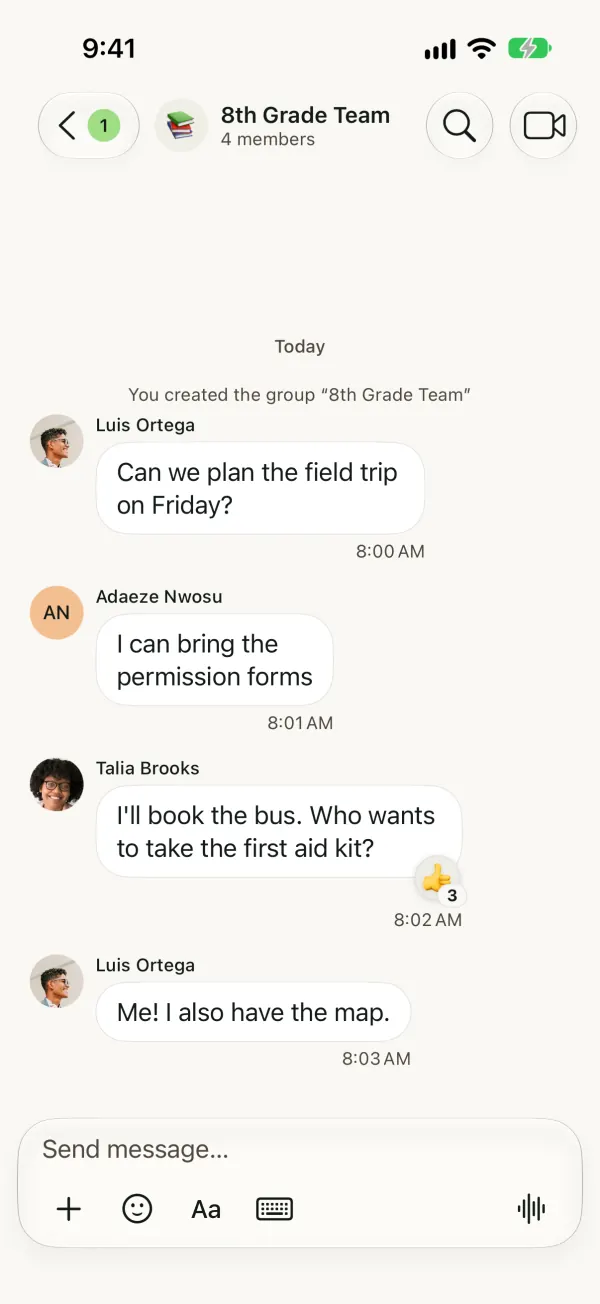 9:41
1
8th Grade Team
4 members
Today
You created the group “8th Grade Team”
Luis Ortega
Can we plan the field trip
on Friday?
8:00 AM
AN
Adaeze Nwosu
I can bring the
permission forms
8:01 AM
Talia Brooks
I'll book the bus. Who wants
to take the first aid kit?
3
8:02 AM
Luis Ortega
Me! I also have the map.
8:03 AM
Send message...
Aa